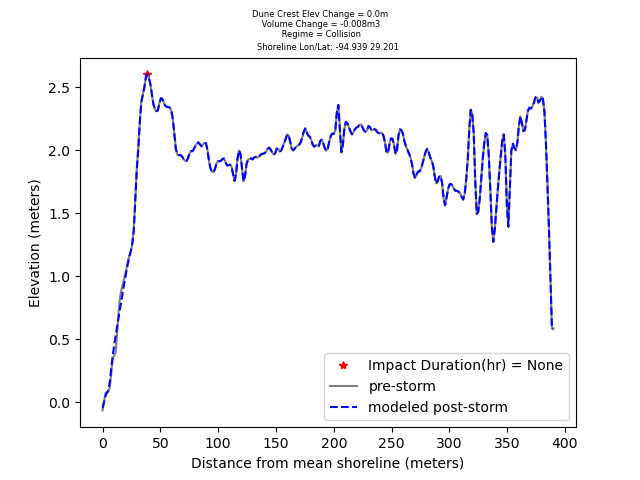 Dune Crest Elev Change = 0.0m
Volume Change = -0.008m3
Regime = Collision
Shoreline Lon/Lat: -94.939 29.201
2.5
2.0
1.5
1.0
0.5
0.0
Elevation (meters)
Impact Duration(hr) = None
pre-storm
modeled post-storm
0 50 100 150 200 250 300 350 400
Distance from mean shoreline (meters)